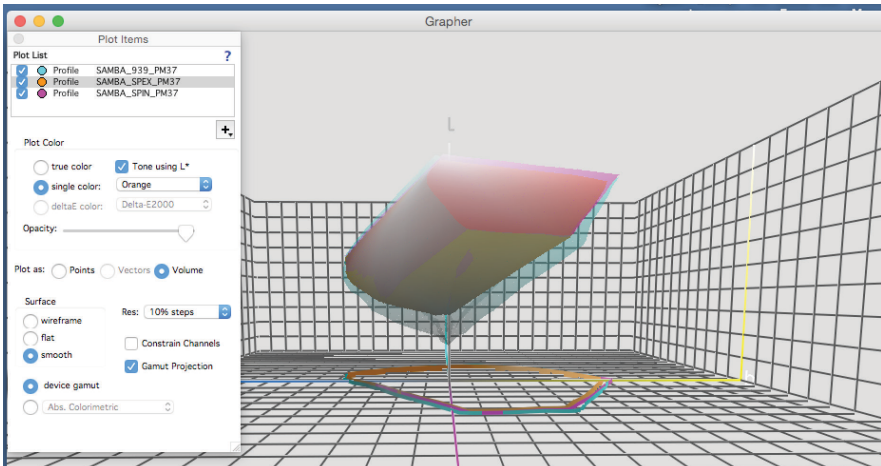 Grapher
Plot Items
Plot List
?
Profile SAMBA_939_PM37
Profile SAMBA_SPEX_PM37
Profile SAMBA_SPIN_PM37
+
Plot Color
true color Tone using L*
single color: Orange
deltaE color: Delta-E2000
Opacity:
Plot as: Points Vectors Volume
Surface
Res: 10% steps
wireframe
flat
Constrain Channels
smooth
Gamut Projection
device gamut
Abs. Colorimetric
L
b